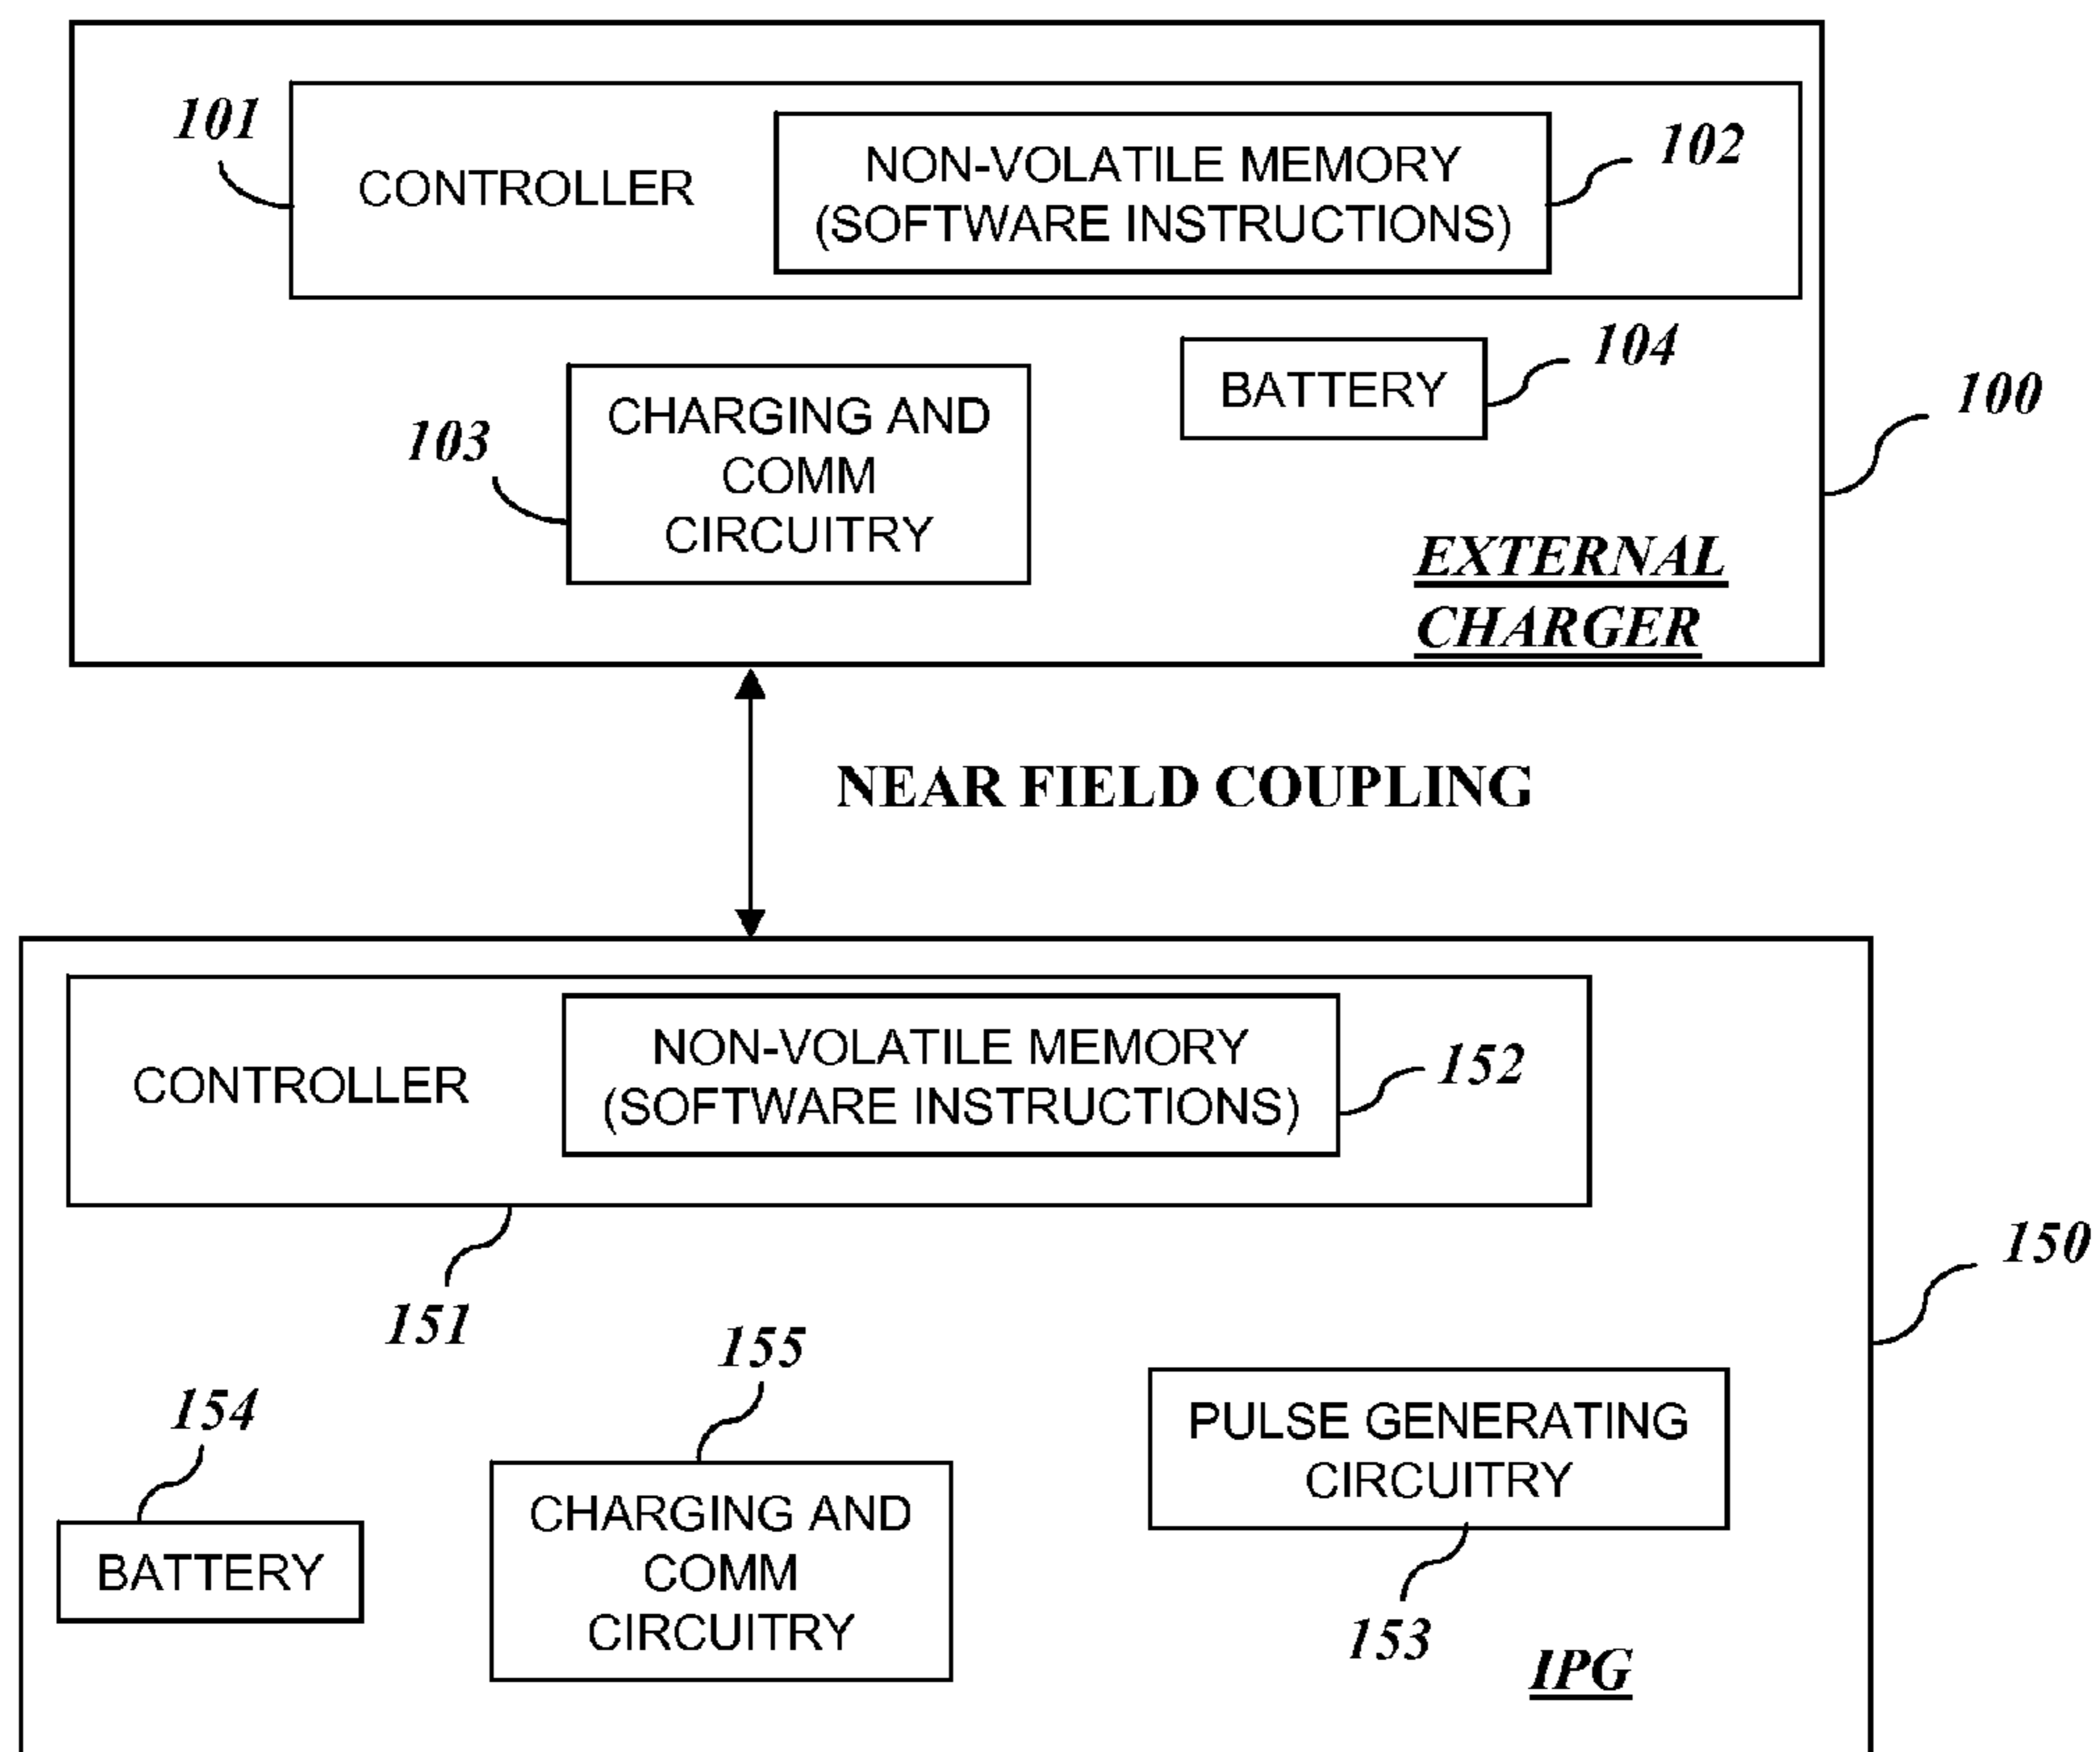 101
CONTROLLER
NON-VOLATILE MEMORY
(SOFTWARE INSTRUCTIONS)
102
104
BATTERY
100
103
CHARGING AND
COMM
CIRCUITRY
EXTERNAL
CHARGER
NEAR FIELD COUPLING
CONTROLLER
NON-VOLATILE MEMORY
(SOFTWARE INSTRUCTIONS)
152
150
151
155
154
BATTERY
CHARGING AND
COMM
CIRCUITRY
PULSE GENERATING
CIRCUITRY
153
IPG